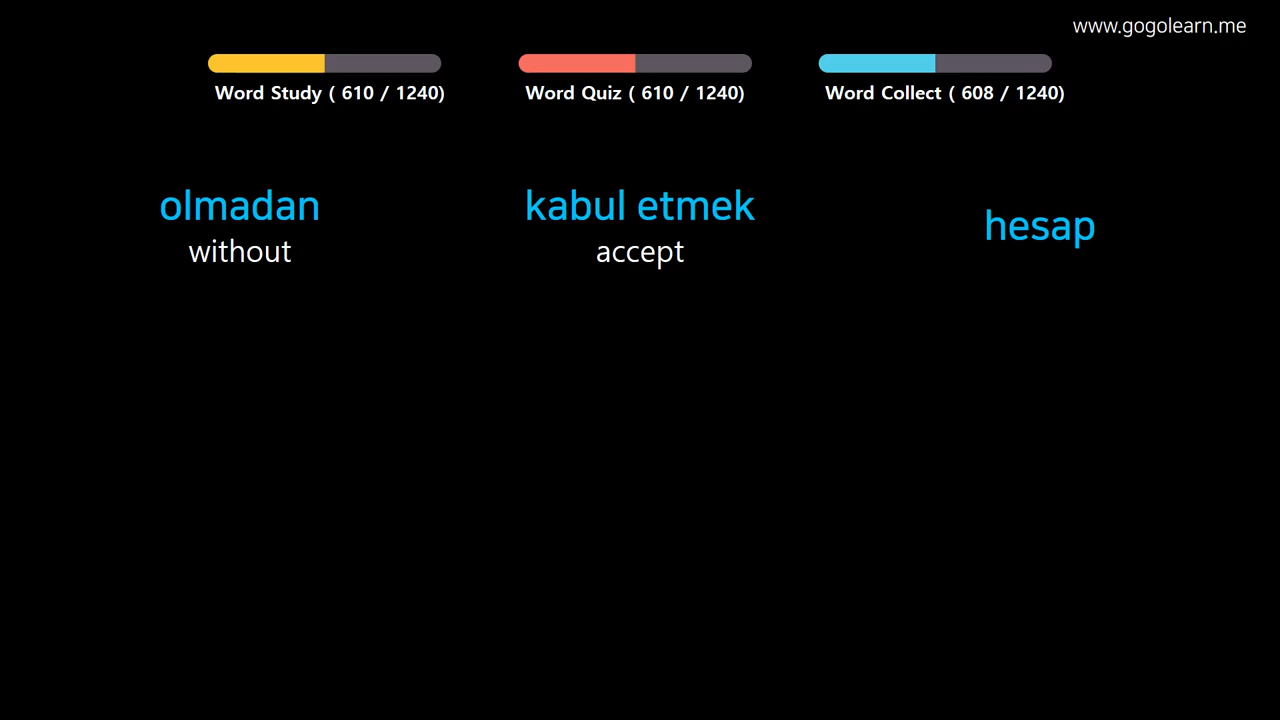 www.gogolearn.me
Word Study ( 610 / 1240)
Word Quiz ( 610 / 1240)
Word Collect ( 608 / 1240)
olmadan
without
kabul etmek
accept
hesap